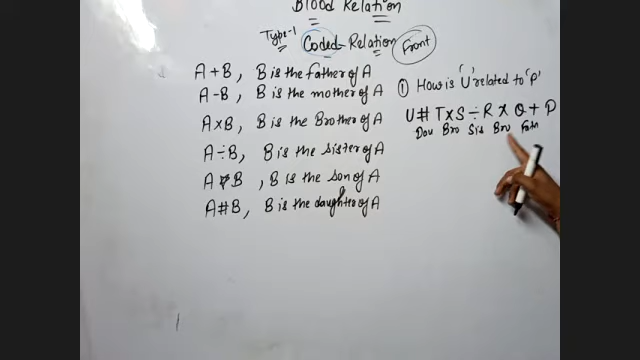 Blood Relation
Type-1
Coded Relation
Front
A+B, B is the father of A
A-B, B is the mother of A
A×B, B is the Brother of A
A÷B, B is the sister of A
A B, B is the son of A
A#B, B is the daughter of A
① How is 'U' related to 'P'
U# T×S÷R×Q+P
Dau Bro Sis Bro Fath